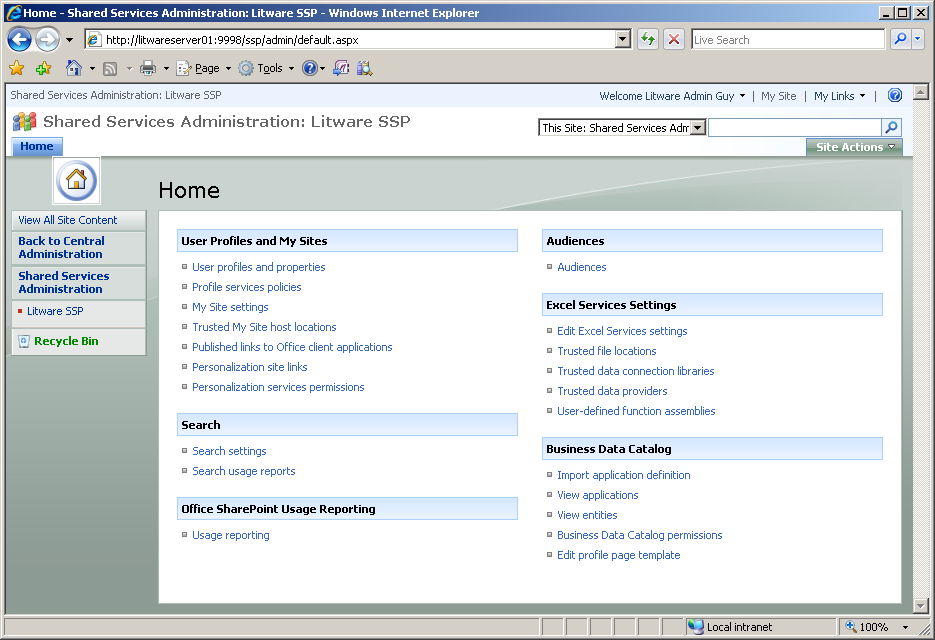 Home - Shared Services Administration: Litware SSP - Windows Internet Explorer
http://litwareserver01:9998/ssp/admin/default.aspx
Live Search
Page
Tools
Shared Services Administration: Litware SSP
Welcome Litware Admin Guy | My Site | My Links |
Shared Services Administration: Litware SSP
This Site: Shared Services Adm
Home
Site Actions
Home
View All Site Content
Back to Central
Administration
Shared Services
Administration
Litware SSP
Recycle Bin
User Profiles and My Sites
User profiles and properties
Profile services policies
My Site settings
Trusted My Site host locations
Published links to Office client applications
Personalization site links
Personalization services permissions
Search
Search settings
Search usage reports
Office SharePoint Usage Reporting
Usage reporting
Audiences
Audiences
Excel Services Settings
Edit Excel Services settings
Trusted file locations
Trusted data connection libraries
Trusted data providers
User-defined function assemblies
Business Data Catalog
Import application definition
View applications
View entities
Business Data Catalog permissions
Edit profile page template
Local intranet
100%